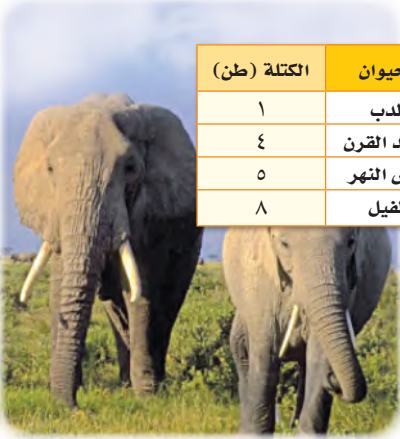 حيوان الكتلة (طن)
لدب ١
د القرن ٤
النهر ٥
لفيل ٨